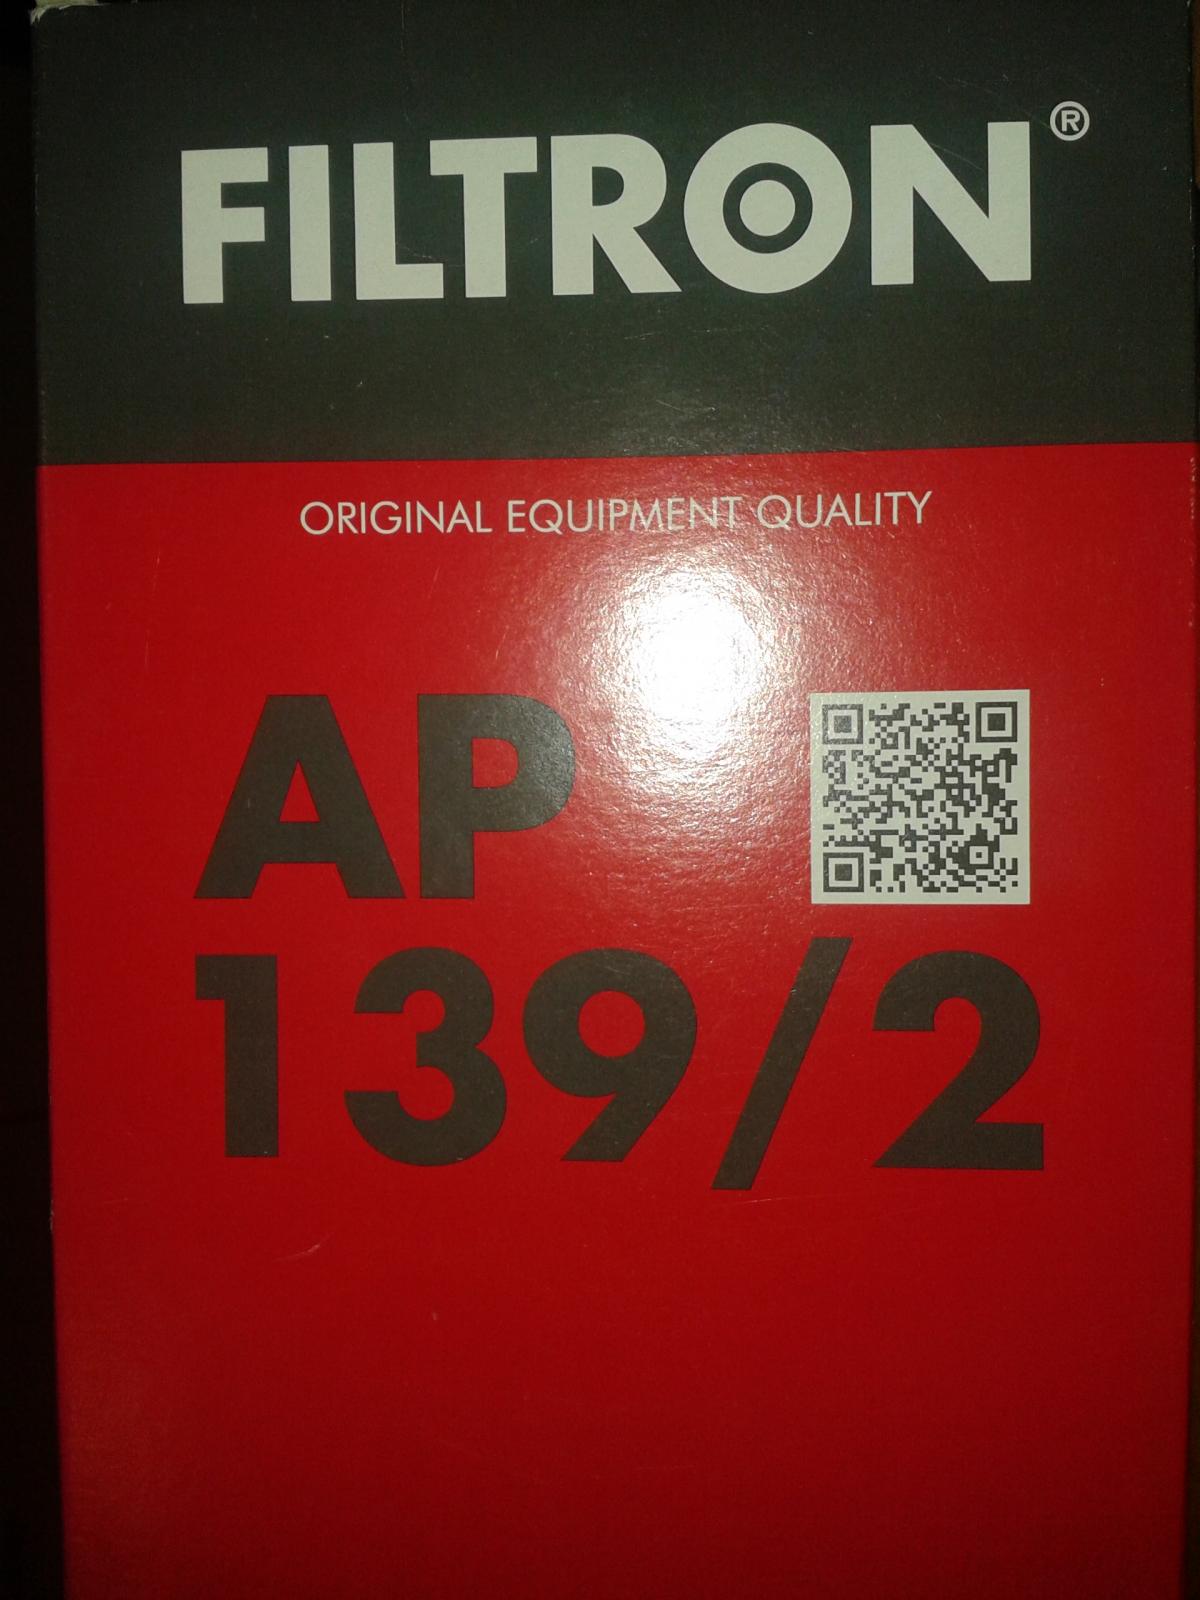 FILTRON®
ORIGINAL EQUIPMENT QUALITY
AP
139/2